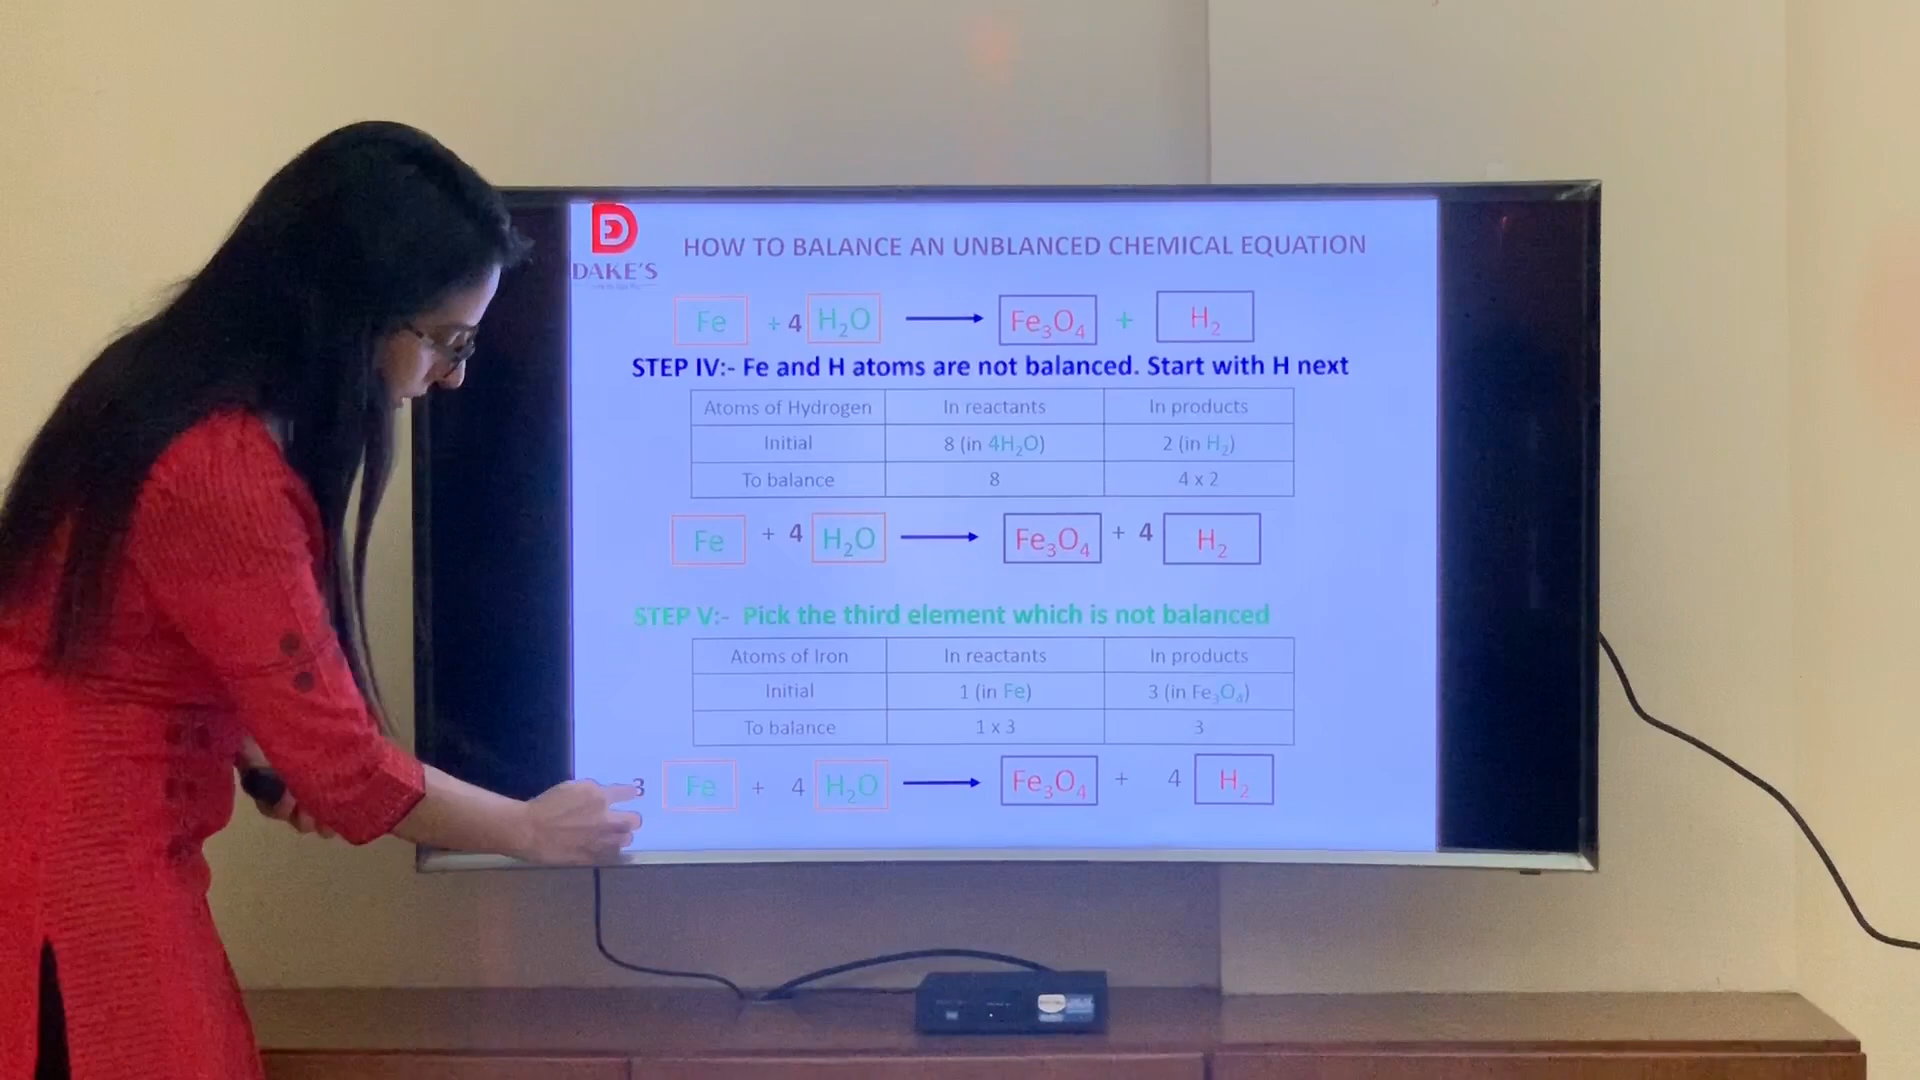 D
DAKE'S
HOW TO BALANCE AN UNBLANCED CHEMICAL EQUATION
Fe + 4 H₂O ⟶ Fe₃O₄ + H₂
STEP IV:- Fe and H atoms are not balanced. Start with H next
Atoms of Hydrogen In reactants In products
Initial 8 (in 4H₂O) 2 (in H₂)
To balance 8 4 x 2
Fe + 4 H₂O ⟶ Fe₃O₄ + 4 H₂
STEP V:- Pick the third element which is not balanced
Atoms of Iron In reactants In products
Initial 1 (in Fe) 3 (in Fe₃O₄)
To balance 1 x 3 3
3 Fe + 4 H₂O ⟶ Fe₃O₄ + 4 H₂